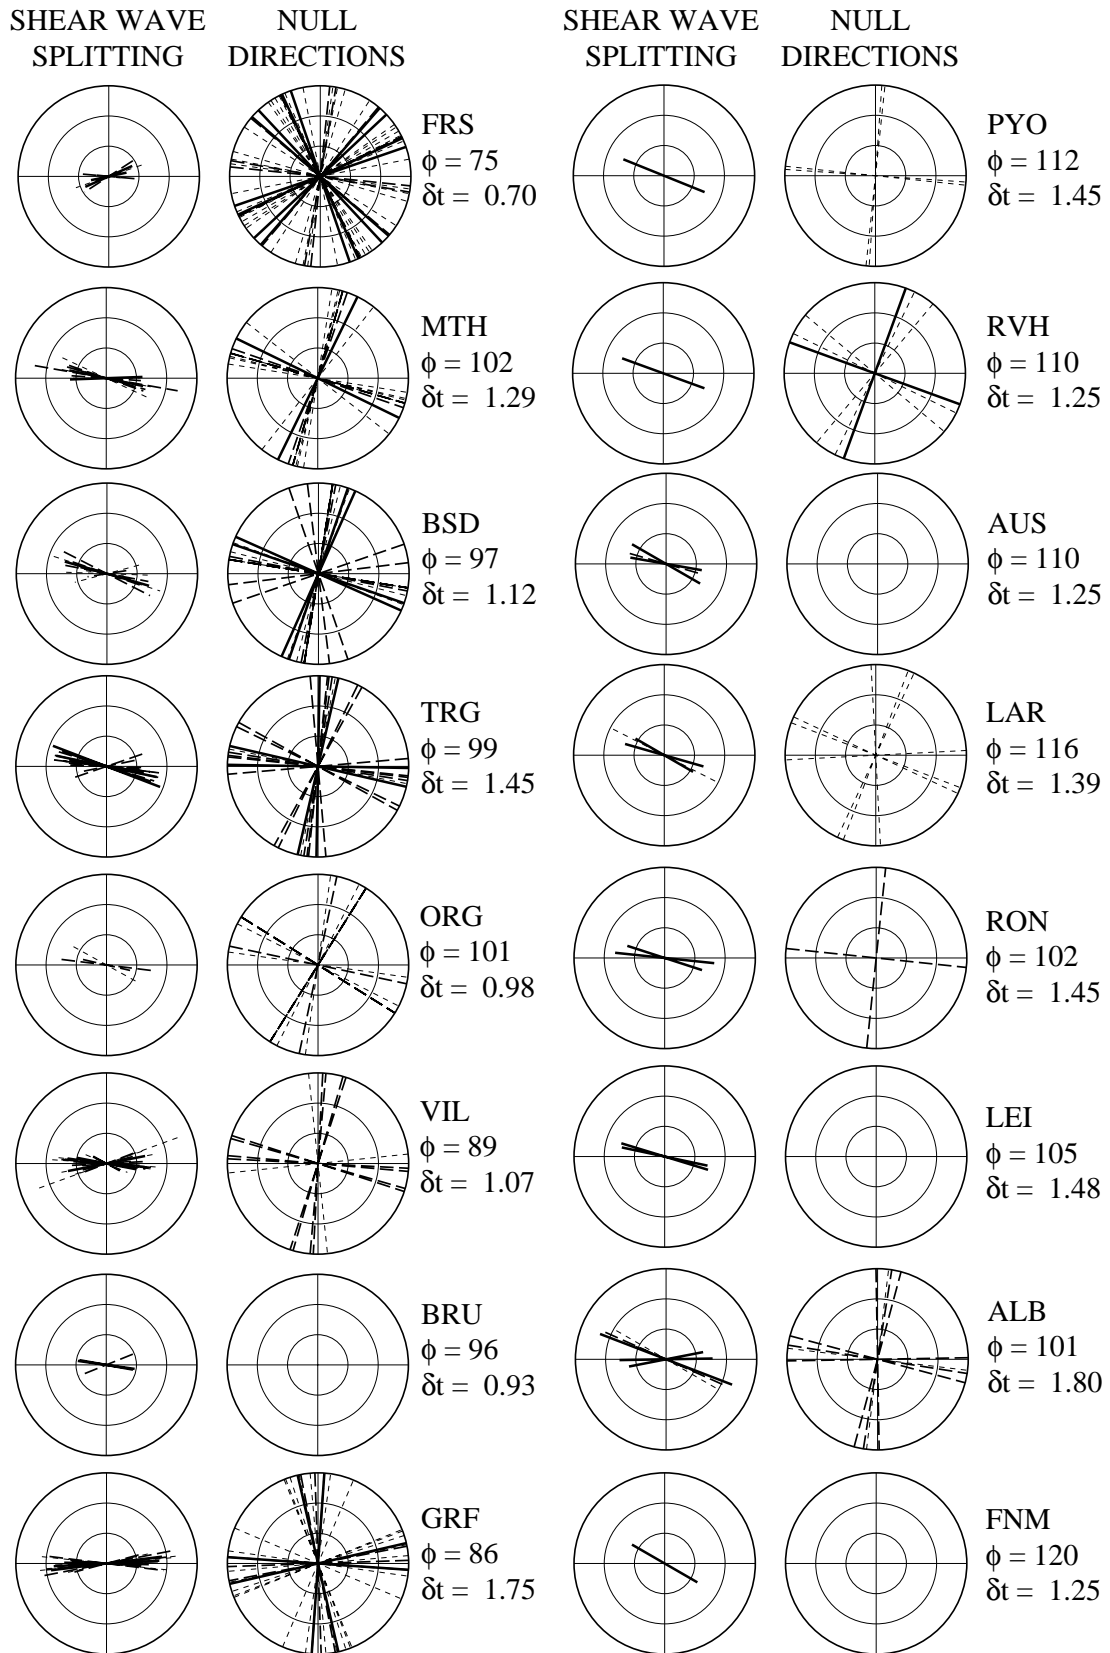 SHEAR WAVE
SPLITTING
NULL
DIRECTIONS
FRS
ϕ = 75
δt = 0.70
MTH
ϕ = 102
δt = 1.29
BSD
ϕ = 97
δt = 1.12
TRG
ϕ = 99
δt = 1.45
ORG
ϕ = 101
δt = 0.98
VIL
ϕ = 89
δt = 1.07
BRU
ϕ = 96
δt = 0.93
GRF
ϕ = 86
δt = 1.75
SHEAR WAVE
SPLITTING
NULL
DIRECTIONS
PYO
ϕ = 112
δt = 1.45
RVH
ϕ = 110
δt = 1.25
AUS
ϕ = 110
δt = 1.25
LAR
ϕ = 116
δt = 1.39
RON
ϕ = 102
δt = 1.45
LEI
ϕ = 105
δt = 1.48
ALB
ϕ = 101
δt = 1.80
FNM
ϕ = 120
δt = 1.25